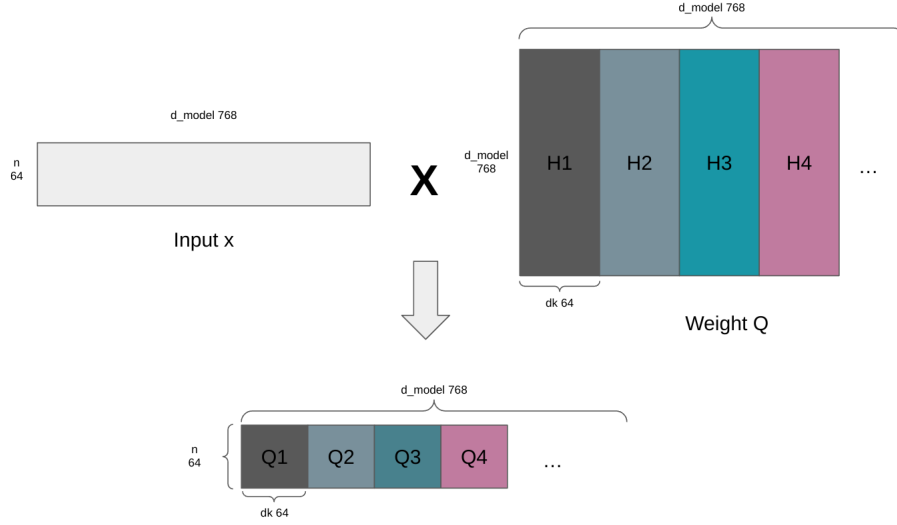 d_model 768
d_model 768
n
64
X
d_model
768
H1
H2
H3
H4
...
Input x
dk 64
Weight Q
d_model 768
n
64
Q1
Q2
Q3
Q4
...
dk 64